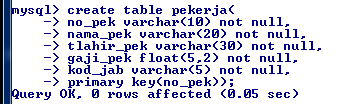 mysql> create table pekerja(
    -> no_pek varchar(10) not null,
    -> nama_pek varchar(20) not null,
    -> tlahir_pek varchar(30) not null,
    -> gaji_pek float(5,2) not null,
    -> kod_jab varchar(5) not null,
    -> primary key(no_pek));
Query OK, 0 rows affected (0.05 sec)